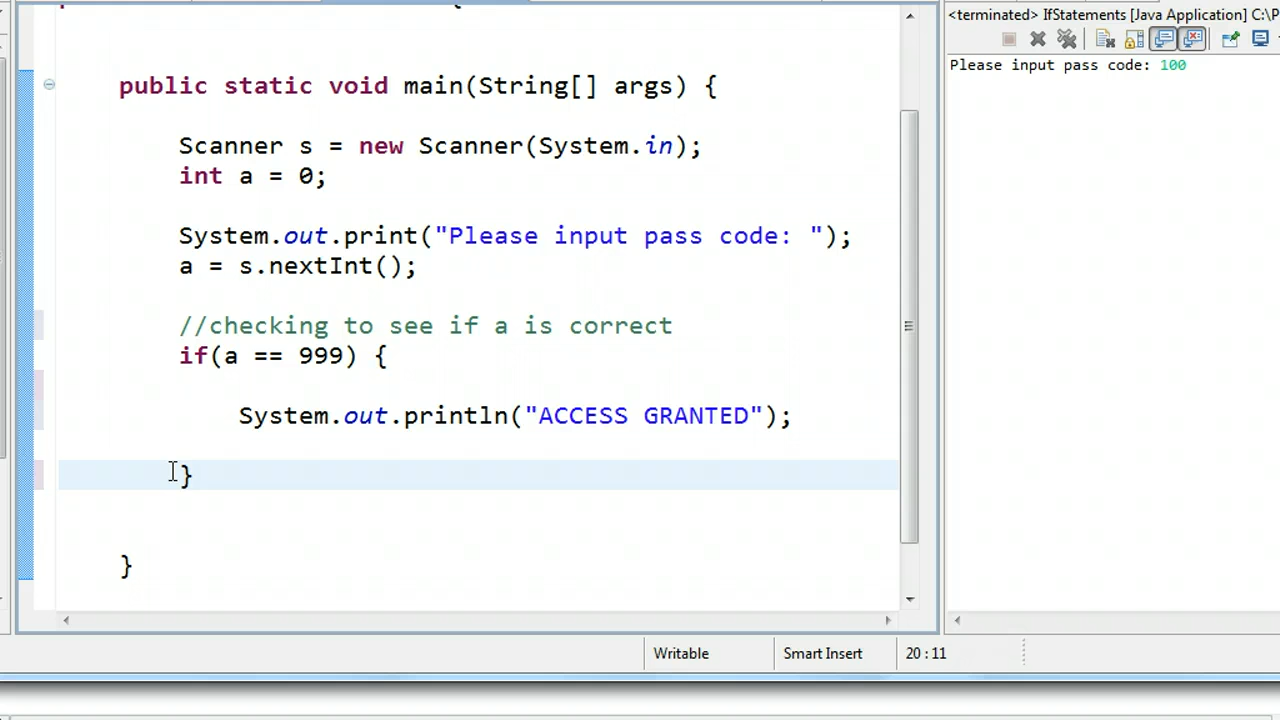 public static void main(String[] args) {
Scanner s = new Scanner(System.in);
int a = 0;
System.out.print("Please input pass code: ");
a = s.nextInt();
//checking to see if a is correct
if(a == 999) {
System.out.println("ACCESS GRANTED");
}
}
Writable
Smart Insert
20 : 11
<terminated> IfStatements [Java Application] C:\P
Please input pass code: 100